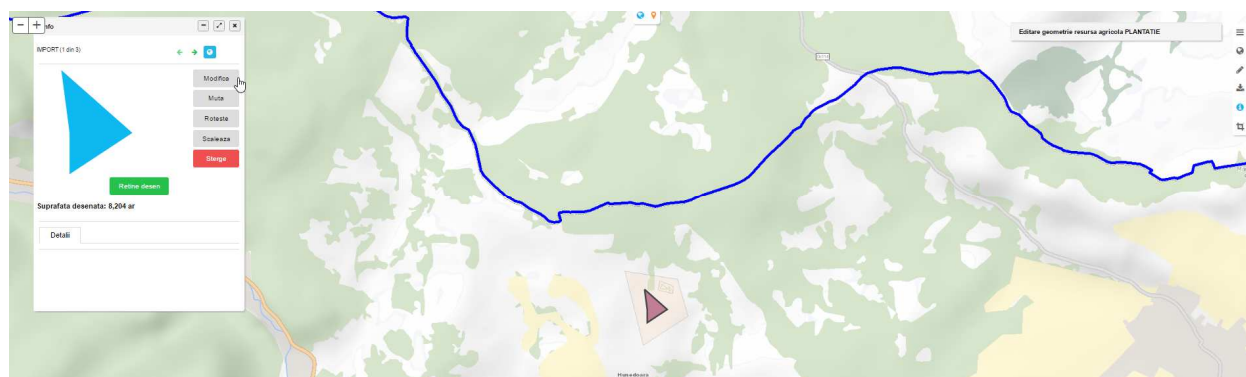 Info
IMPORT (1 din 3)
Modifica
Muta
Roteste
Scaleaza
Sterge
Retine desen
Suprafata desenata: 8,204 ar
Detalii
Editare geometrie resursa agricola PLANTATIE
Hunedoara